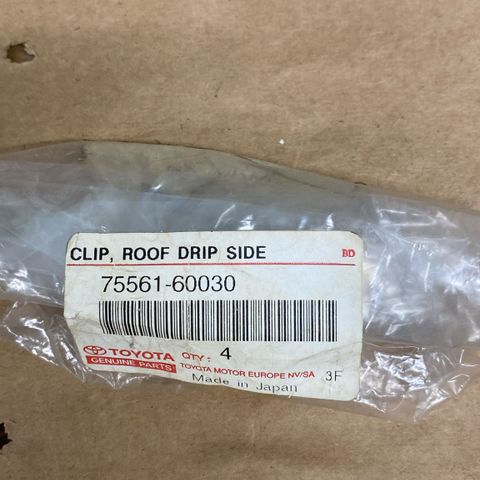 CLIP, ROOF DRIP SIDE BD
75561-60030
TOYOTA QTY: 4
GENUINE PARTS TOYOTA MOTOR EUROPE NV/SA 3F
Made in Japan